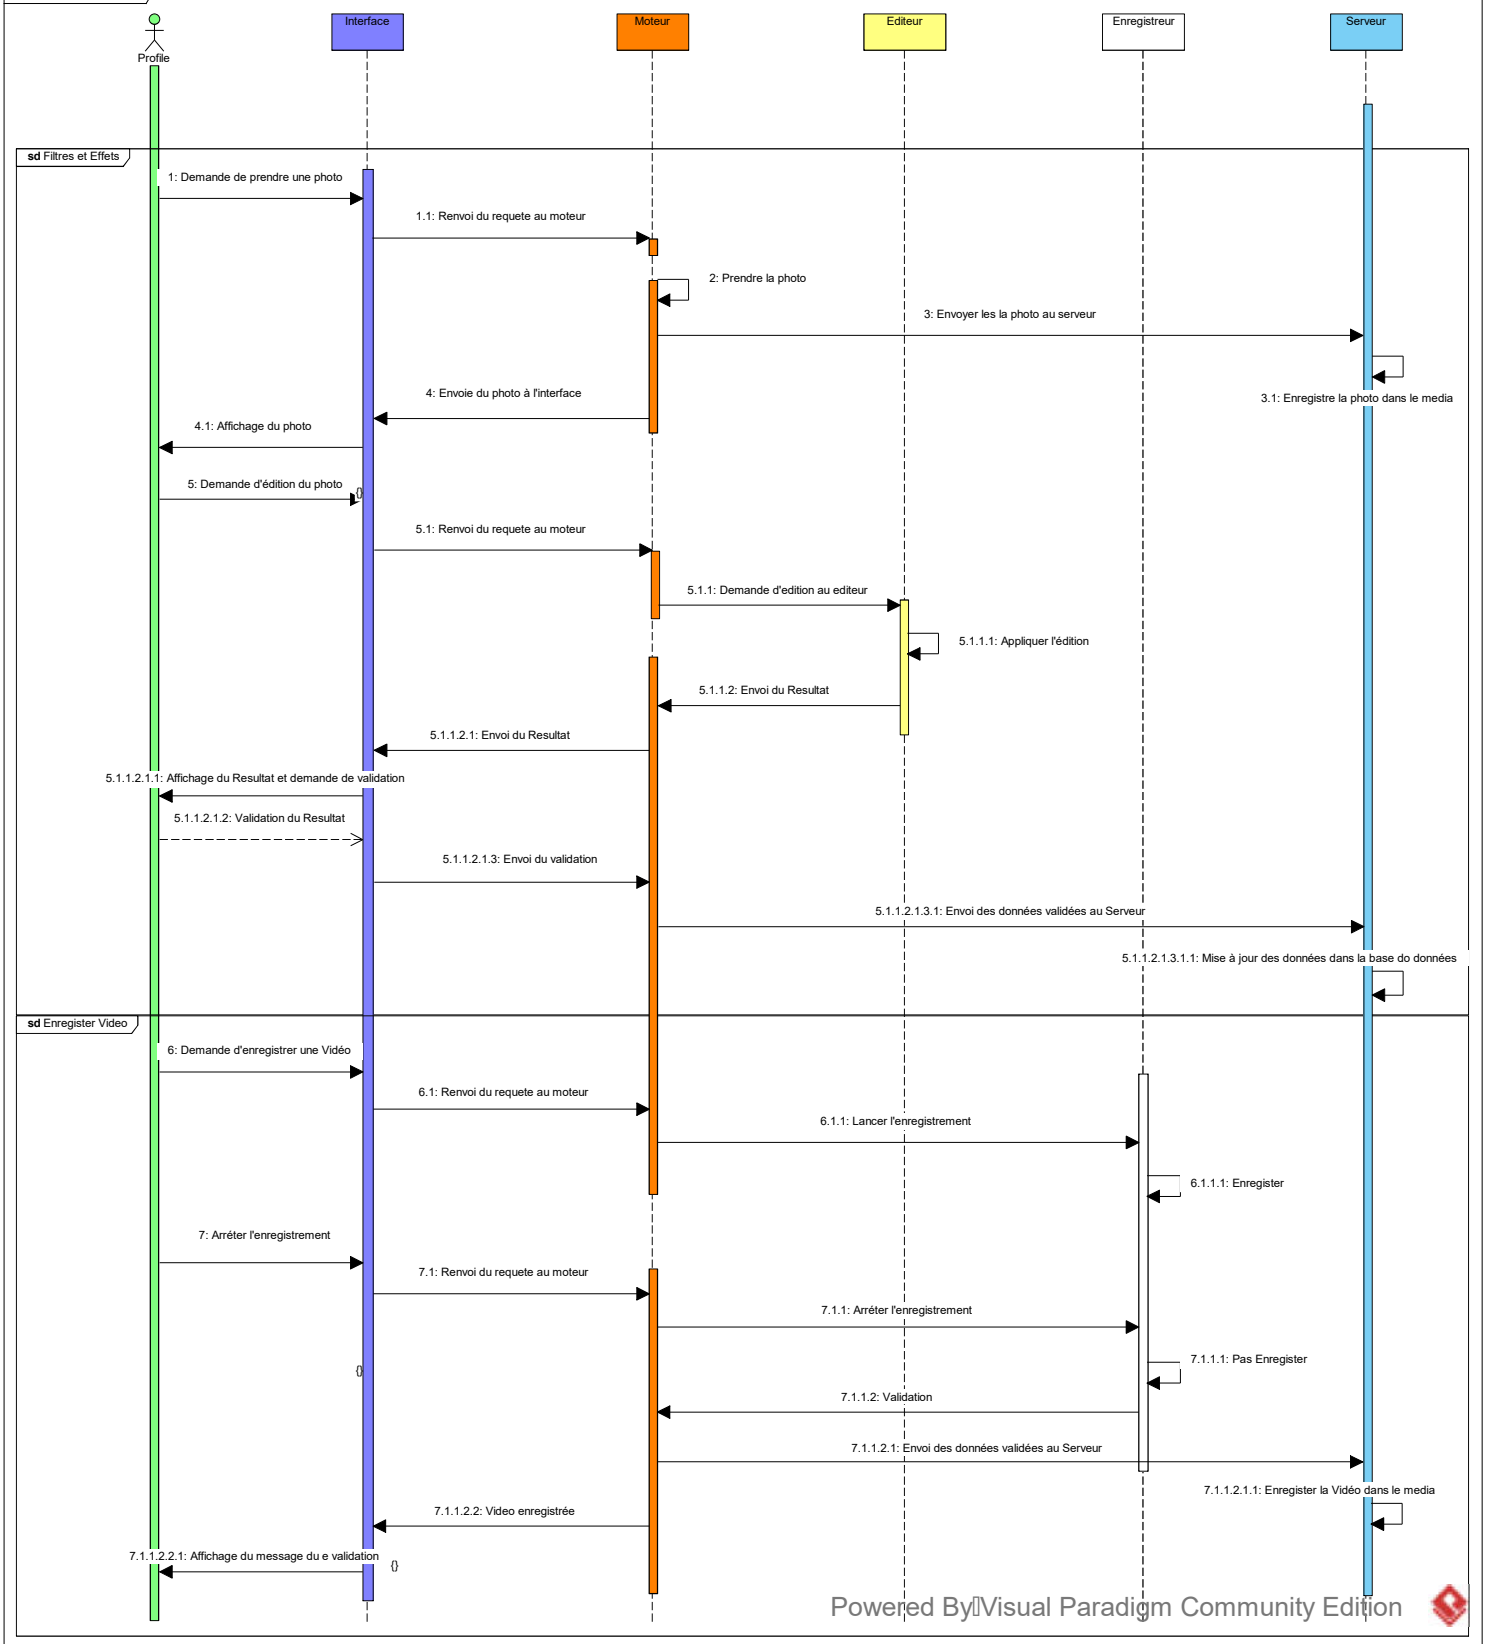 Interface
Moteur
Editeur
Enregistreur
Serveur
Profile
sd Filtres et Effets
1: Demande de prendre une photo
1.1: Renvoi du requete au moteur
2: Prendre la photo
3: Envoyer les la photo au serveur
3.1: Enregistre la photo dans le media
4: Envoie du photo à l'interface
4.1: Affichage du photo
5: Demande d'édition du photo
{}
5.1: Renvoi du requete au moteur
5.1.1: Demande d'edition au editeur
5.1.1.1: Appliquer l'édition
5.1.1.2: Envoi du Resultat
5.1.1.2.1: Envoi du Resultat
5.1.1.2.1.1: Affichage du Resultat et demande de validation
5.1.1.2.1.2: Validation du Resultat
5.1.1.2.1.3: Envoi du validation
5.1.1.2.1.3.1: Envoi des données validées au Serveur
5.1.1.2.1.3.1.1: Mise à jour des données dans la base do données
sd Enregister Video
6: Demande d'enregistrer une Vidéo
6.1: Renvoi du requete au moteur
6.1.1: Lancer l'enregistrement
6.1.1.1: Enregister
7: Arréter l'enregistrement
7.1: Renvoi du requete au moteur
7.1.1: Arréter l'enregistrement
7.1.1.1: Pas Enregister
{}
7.1.1.2: Validation
7.1.1.2.1: Envoi des données validées au Serveur
7.1.1.2.1.1: Enregister la Vidéo dans le media
7.1.1.2.2: Video enregistrée
7.1.1.2.2.1: Affichage du message du e validation
{}
Powered By Visual Paradigm Community Edition